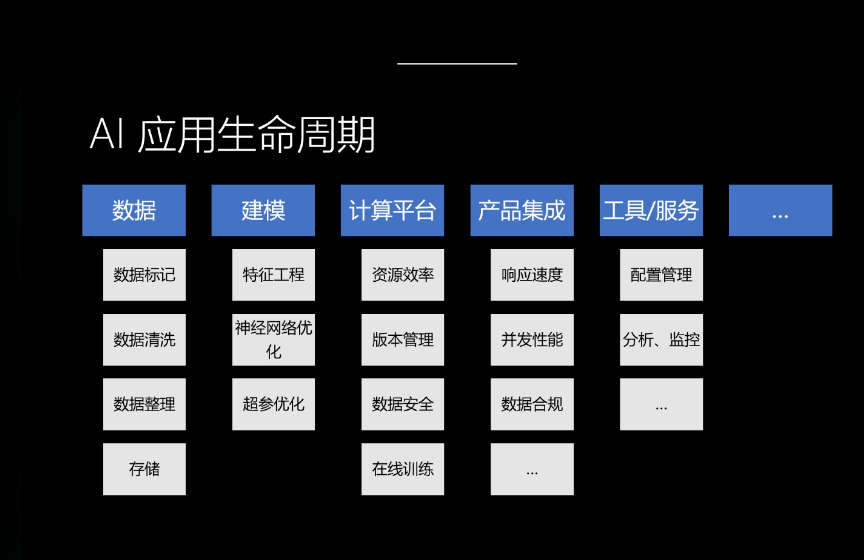 AI 应用生命周期
数据
建模
计算平台
产品集成
工具/服务
...
数据标记
特征工程
资源效率
响应速度
配置管理
数据清洗
神经网络优
化
版本管理
并发性能
分析、监控
数据整理
超参优化
数据安全
数据合规
...
存储
在线训练
...